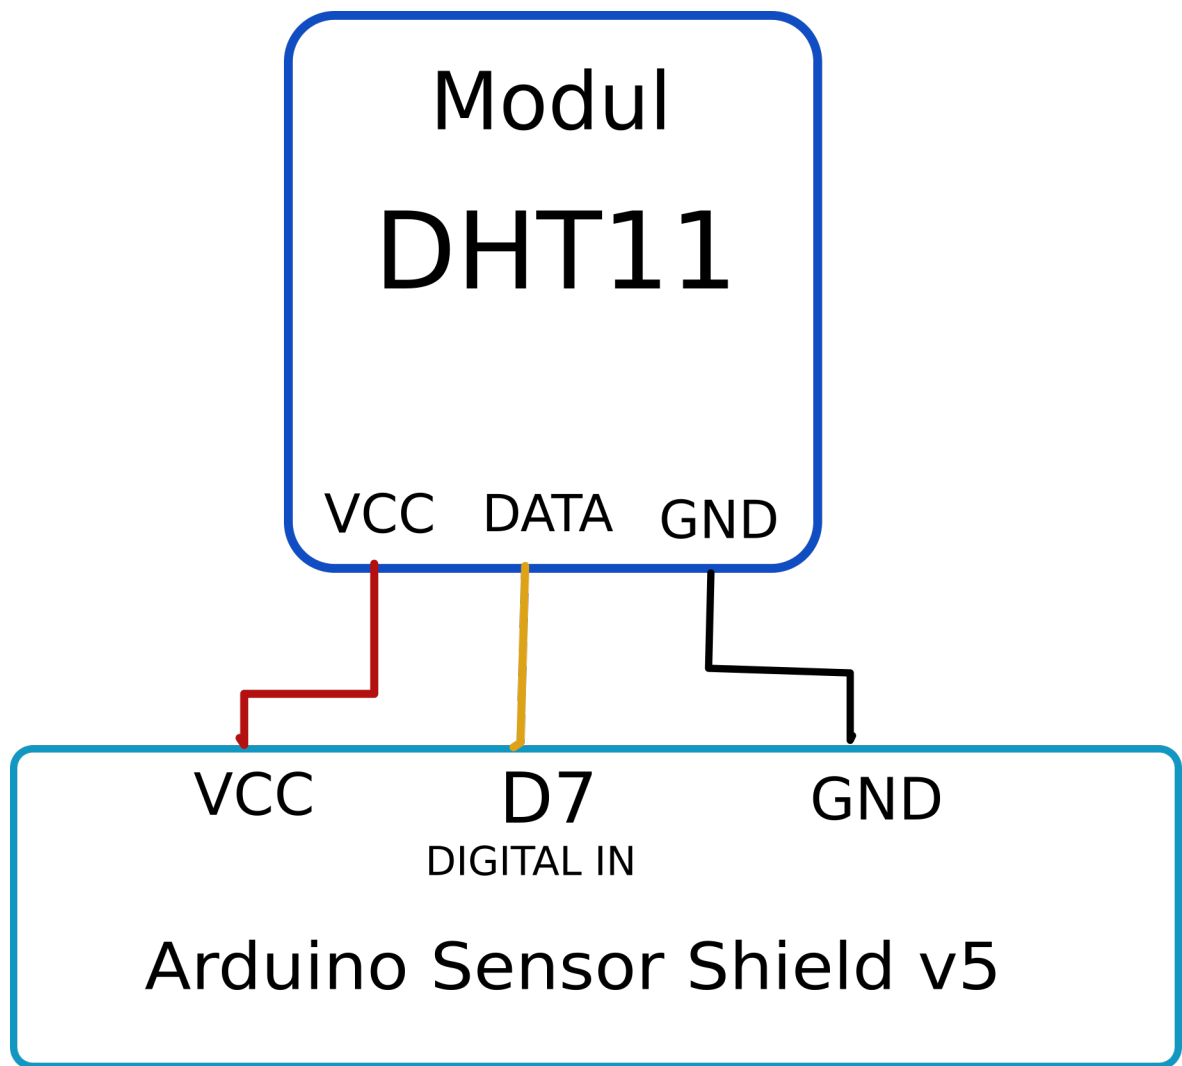 Modul
DHT11
VCC DATA GND
VCC D7 GND
DIGITAL IN
Arduino Sensor Shield v5